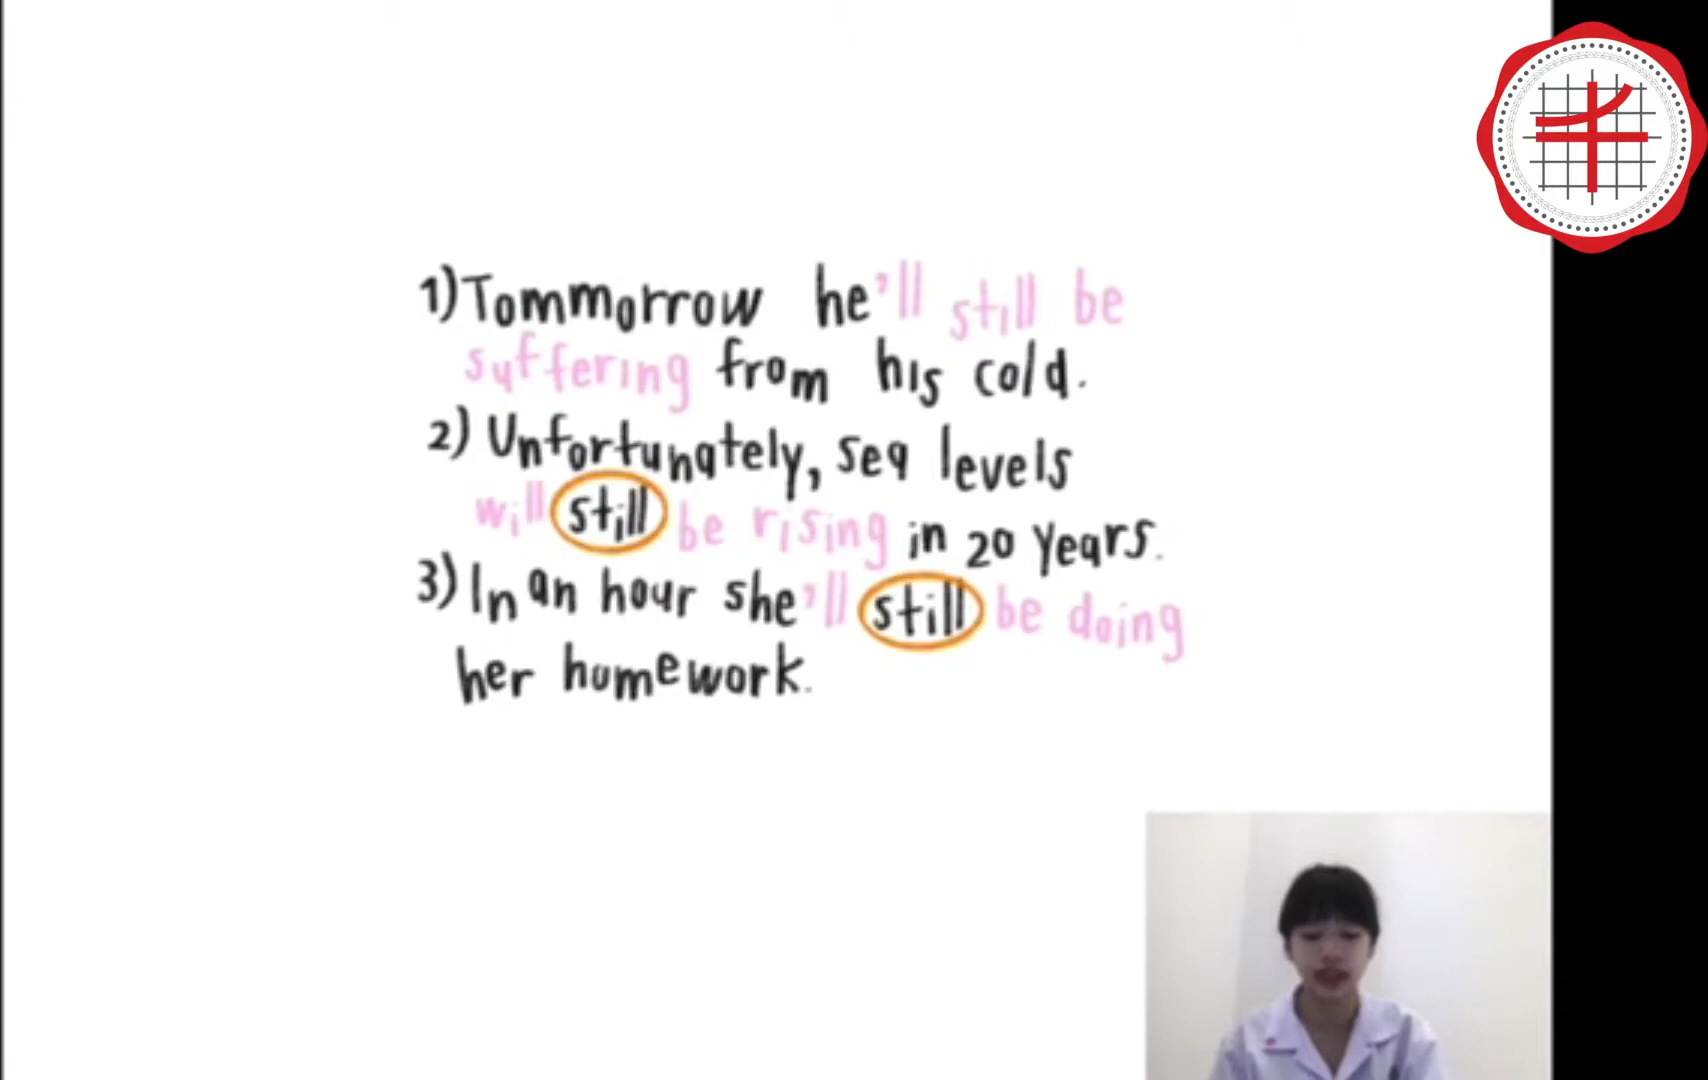 1) Tommorrow he'll still be
suffering from his cold.
2) Unfortunately, sea levels
will still be rising in 20 years.
3) In an hour she'll still be doing
her homework.